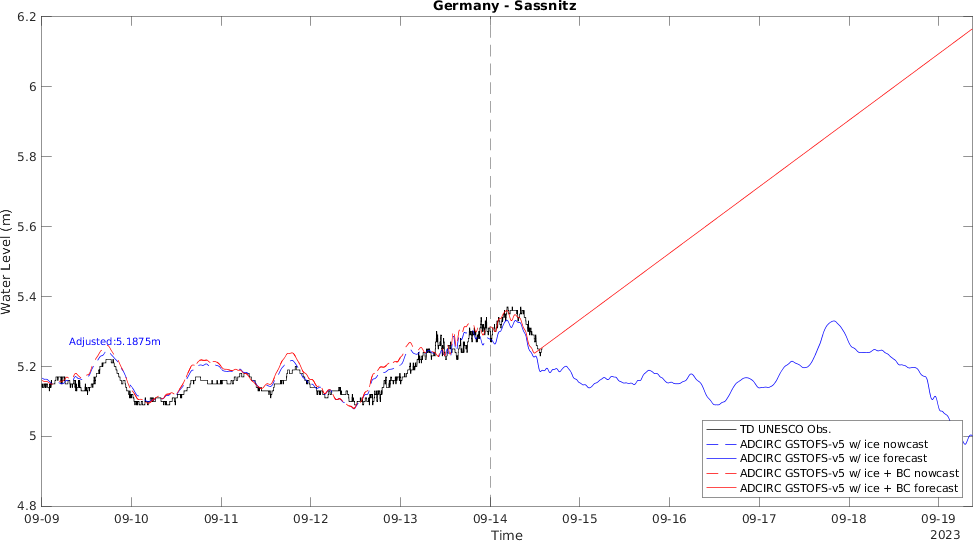 Germany - Sassnitz
Water Level (m)
6.2
6
5.8
5.6
5.4
5.2
5
4.8
Adjusted:5.1875m
TD UNESCO Obs.
ADCIRC GSTOFS-v5 w/ ice nowcast
ADCIRC GSTOFS-v5 w/ ice forecast
ADCIRC GSTOFS-v5 w/ ice + BC nowcast
ADCIRC GSTOFS-v5 w/ ice + BC forecast
09-09 09-10 09-11 09-12 09-13 09-14 09-15 09-16 09-17 09-18 09-19
2023
Time